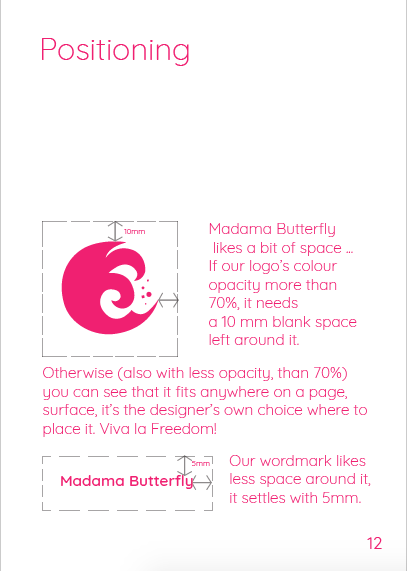 Positioning
10mm
Madama Butterfly
likes a bit of space ...
If our logo's colour
opacity more than
70%, it needs
a 10 mm blank space
left around it.
Otherwise (also with less opacity, than 70%)
you can see that it fits anywhere on a page,
surface, it's the designer's own choice where to
place it. Viva la Freedom!
5mm
Madama Butterfly
Our wordmark likes
less space around it,
it settles with 5mm.
12